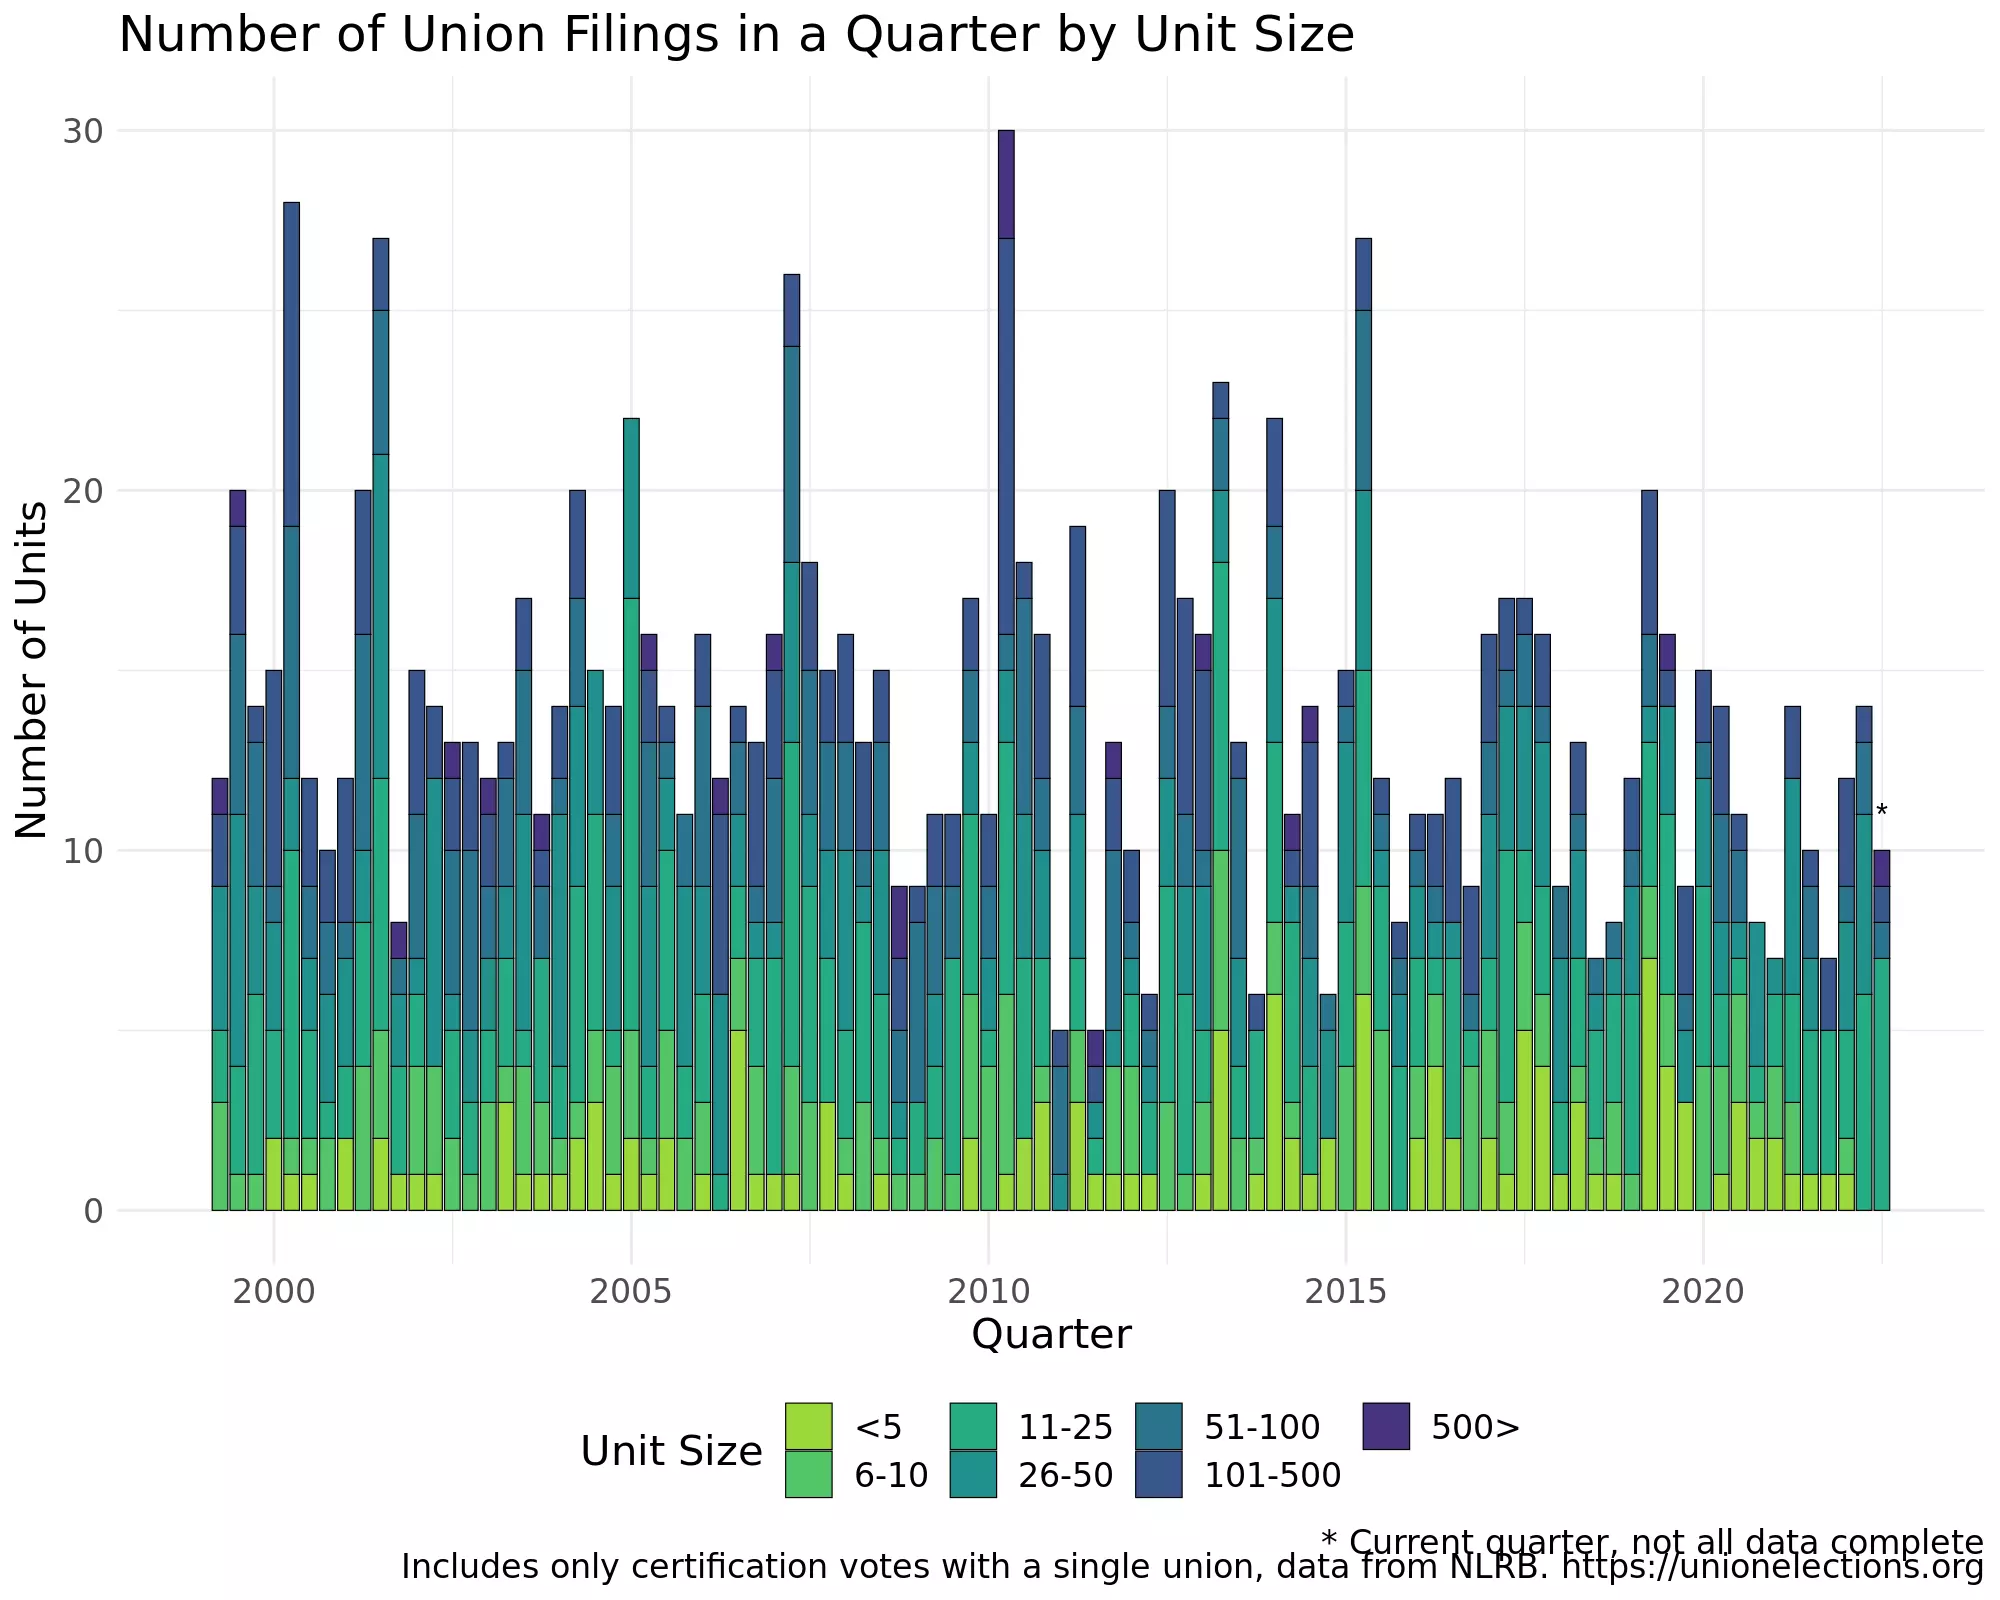 Number of Union Filings in a Quarter by Unit Size
Number of Units
30
20
10
0
*
2000 2005 2010 2015 2020
Quarter
Unit Size
<5 11-25 51-100 500>
6-10 26-50 101-500
* Current quarter, not all data complete
Includes only certification votes with a single union, data from NLRB. https://unionelections.org